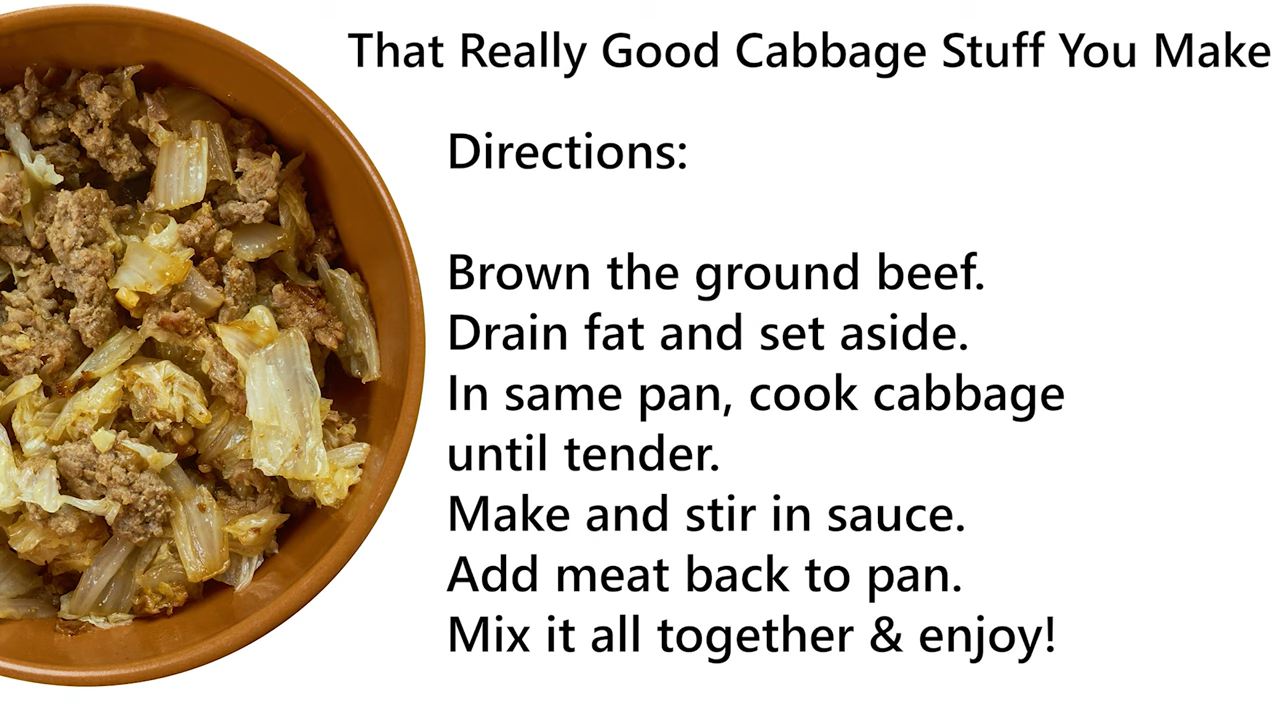 That Really Good Cabbage Stuff You Make
Directions:
Brown the ground beef.
Drain fat and set aside.
In same pan, cook cabbage
until tender.
Make and stir in sauce.
Add meat back to pan.
Mix it all together & enjoy!